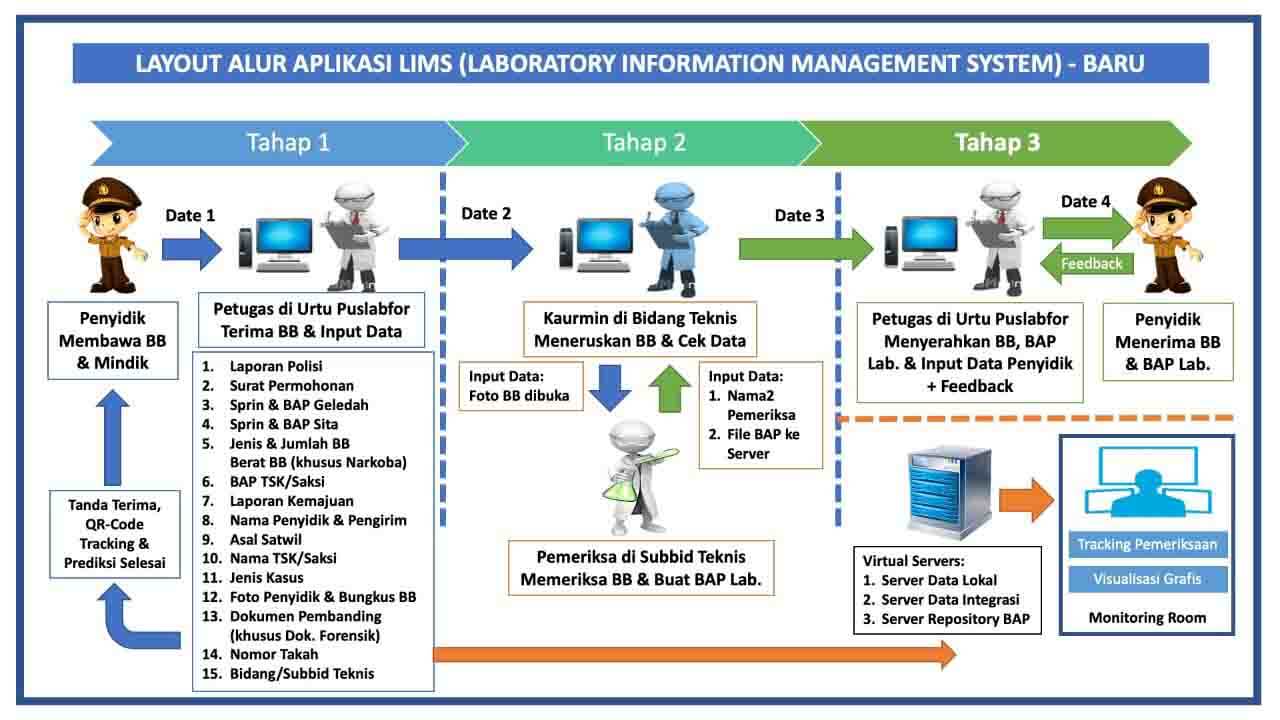 LAYOUT ALUR APLIKASI LIMS (LABORATORY INFORMATION MANAGEMENT SYSTEM) - BARU
Tahap 1
Tahap 2
Tahap 3
Date 1
Date 2
Date 3
Date 4
Feedback
Penyidik
Membawa BB
& Mindik
Petugas di Urtu Puslabfor
Terima BB & Input Data
1. Laporan Polisi
2. Surat Permohonan
3. Sprin & BAP Geledah
4. Sprin & BAP Sita
5. Jenis & Jumlah BB
Berat BB (khusus Narkoba)
6. BAP TSK/Saksi
7. Laporan Kemajuan
8. Nama Penyidik & Pengirim
9. Asal Satwil
10. Nama TSK/Saksi
11. Jenis Kasus
12. Foto Penyidik & Bungkus BB
13. Dokumen Pembanding
(khusus Dok. Forensik)
14. Nomor Takah
15. Bidang/Subbid Teknis
Tanda Terima,
QR-Code
Tracking &
Prediksi Selesai
Kaurmin di Bidang Teknis
Meneruskan BB & Cek Data
Input Data:
Foto BB dibuka
Input Data:
1. Nama2
Pemeriksa
2. File BAP ke
Server
Pemeriksa di Subbid Teknis
Memeriksa BB & Buat BAP Lab.
Petugas di Urtu Puslabfor
Menyerahkan BB, BAP
Lab. & Input Data Penyidik
+ Feedback
Penyidik
Menerima BB
& BAP Lab.
Virtual Servers:
1. Server Data Lokal
2. Server Data Integrasi
3. Server Repository BAP
Tracking Pemeriksaan
Visualisasi Grafis
Monitoring Room